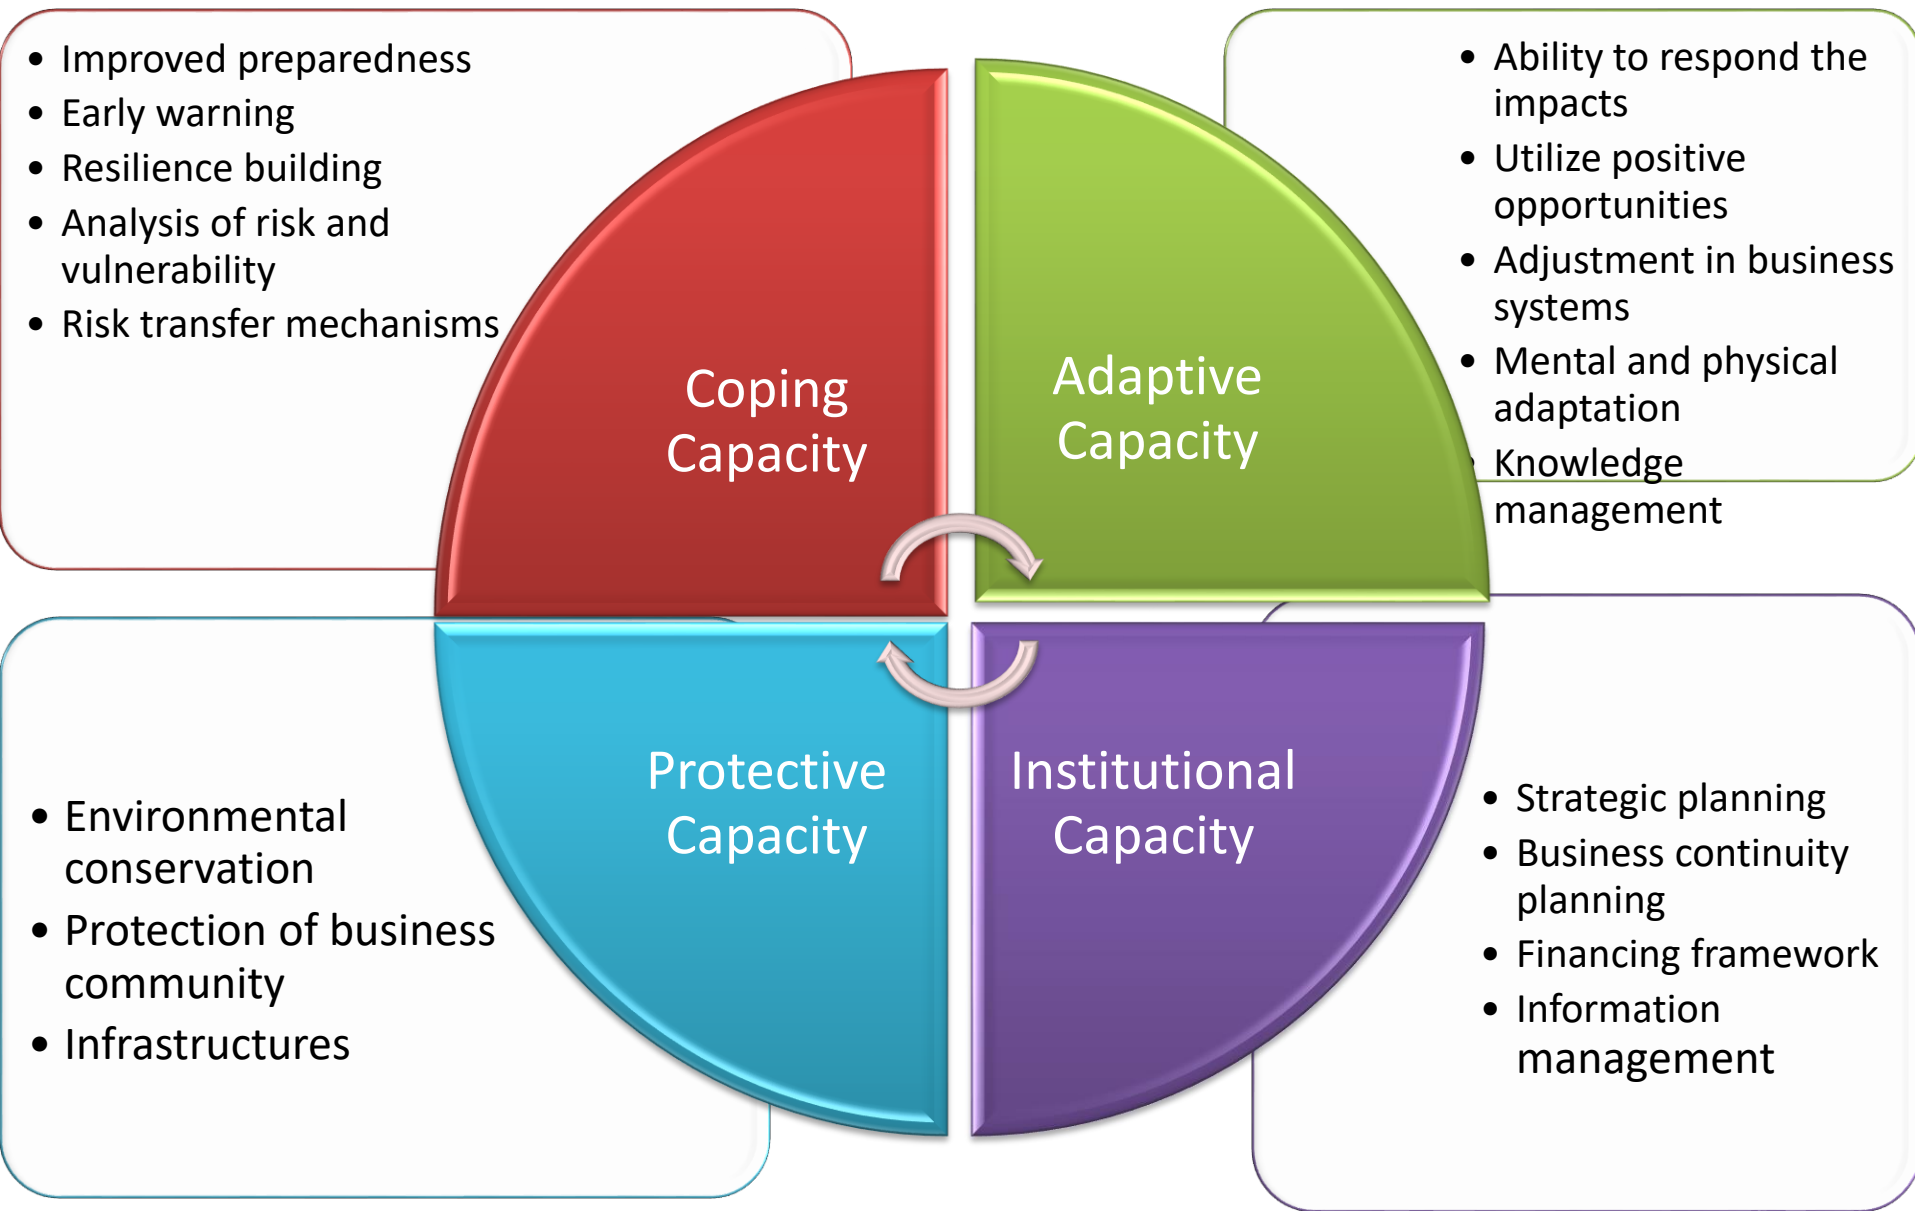 • Improved preparedness
• Early warning
• Resilience building
• Analysis of risk and
vulnerability
• Risk transfer mechanisms
Coping
Capacity
• Ability to respond the
impacts
• Utilize positive
opportunities
• Adjustment in business
systems
• Mental and physical
adaptation
• Knowledge
management
Adaptive
Capacity
• Environmental
conservation
• Protection of business
community
• Infrastructures
Protective
Capacity
Institutional
Capacity
• Strategic planning
• Business continuity
planning
• Financing framework
• Information
management